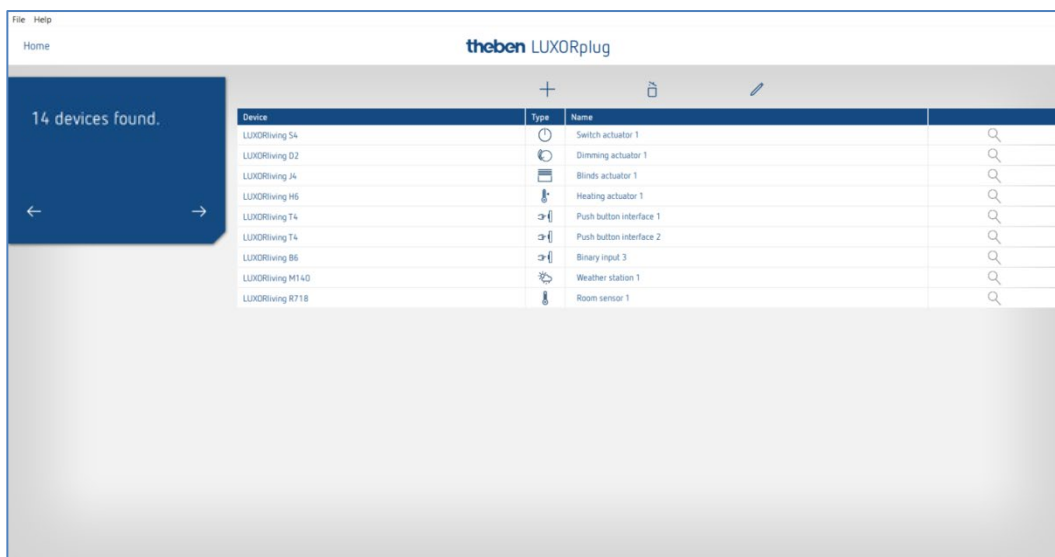 File Help
Home
theben LUXORplug
14 devices found.
Device Type Name
LUXORliving S4 Switch actuator 1
LUXORliving D2 Dimming actuator 1
LUXORliving J4 Blinds actuator 1
LUXORliving H6 Heating actuator 1
LUXORliving T4 Push button interface 1
LUXORliving T4 Push button interface 2
LUXORliving B6 Binary input 3
LUXORliving M140 Weather station 1
LUXORliving R718 Room sensor 1